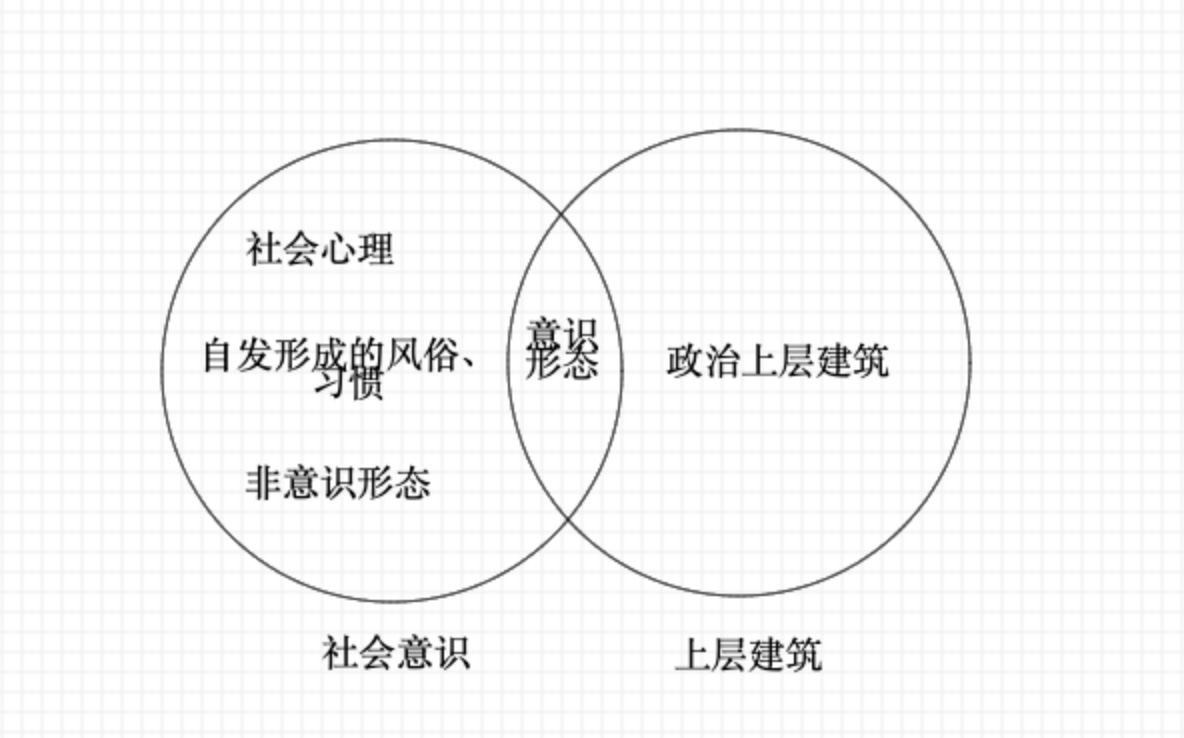 社会心理
自发形成的风俗、
习惯
非意识形态
意识
形态
政治上层建筑
社会意识
上层建筑